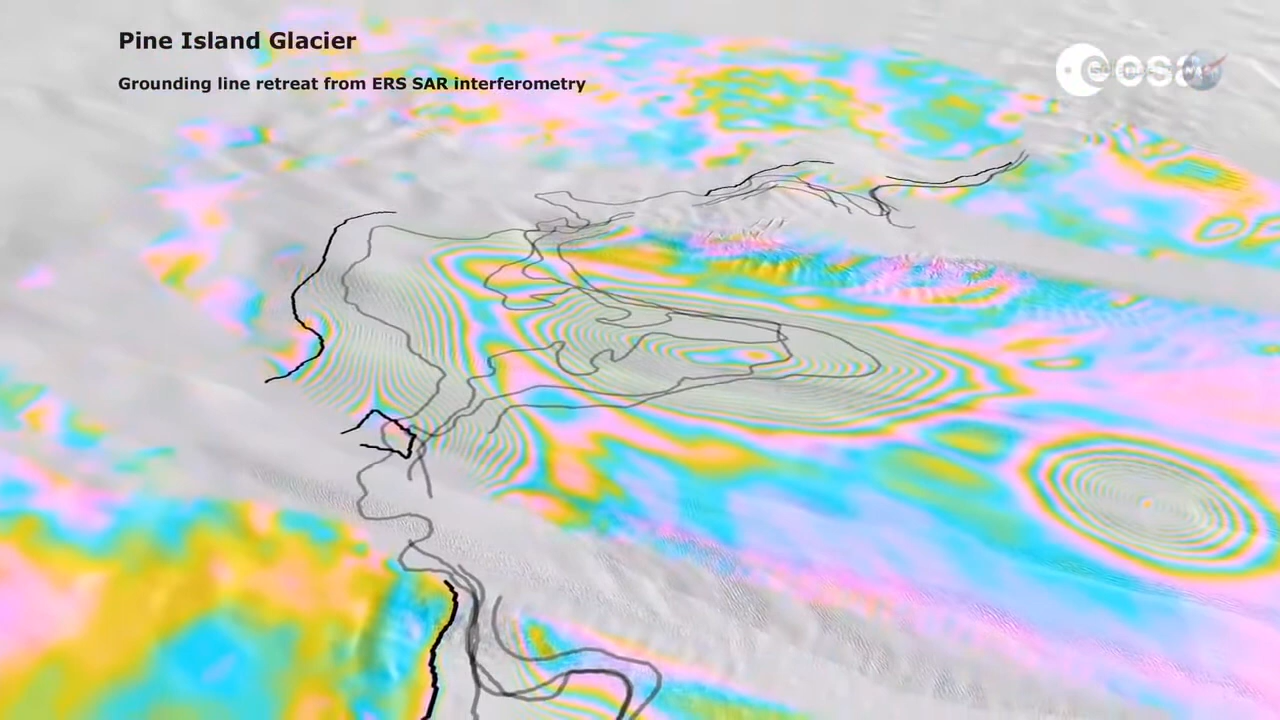 Pine Island Glacier
Grounding line retreat from ERS SAR interferometry
esa